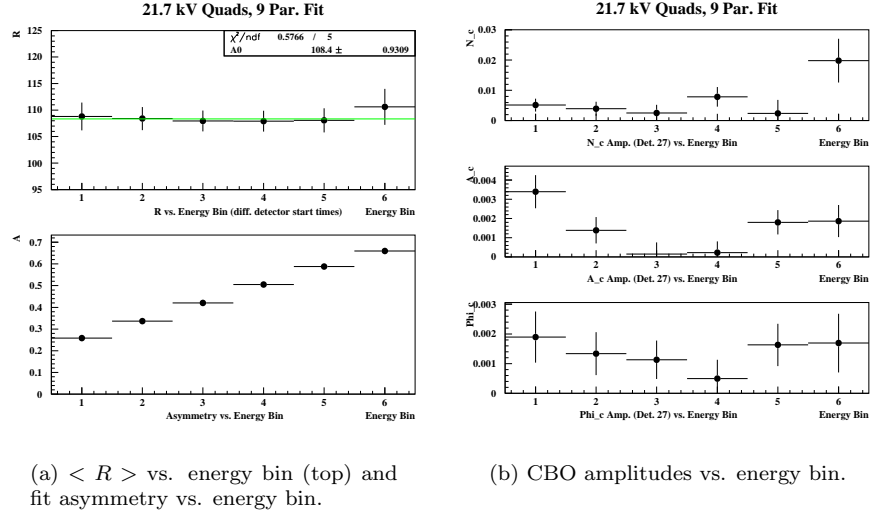 21.7 kV Quads, 9 Par. Fit
χ²/ndf 0.5766 / 5
A0 108.4 ± 0.9309
R
125
120
115
110
105
100
95
1 2 3 4 5 6
R vs. Energy Bin (diff. detector start times) Energy Bin
A
0.7
0.6
0.5
0.4
0.3
0.2
0.1
0
1 2 3 4 5 6
Asymmetry vs. Energy Bin Energy Bin
(a) < R > vs. energy bin (top) and
fit asymmetry vs. energy bin.
21.7 kV Quads, 9 Par. Fit
N_c
0.03
0.02
0.01
0
1 2 3 4 5 6
N_c Amp. (Det. 27) vs. Energy Bin Energy Bin
A_c
0.004
0.003
0.002
0.001
0
1 2 3 4 5 6
A_c Amp. (Det. 27) vs. Energy Bin Energy Bin
Phi_c
0.003
0.002
0.001
0
1 2 3 4 5 6
Phi_c Amp. (Det. 27) vs. Energy Bin Energy Bin
(b) CBO amplitudes vs. energy bin.